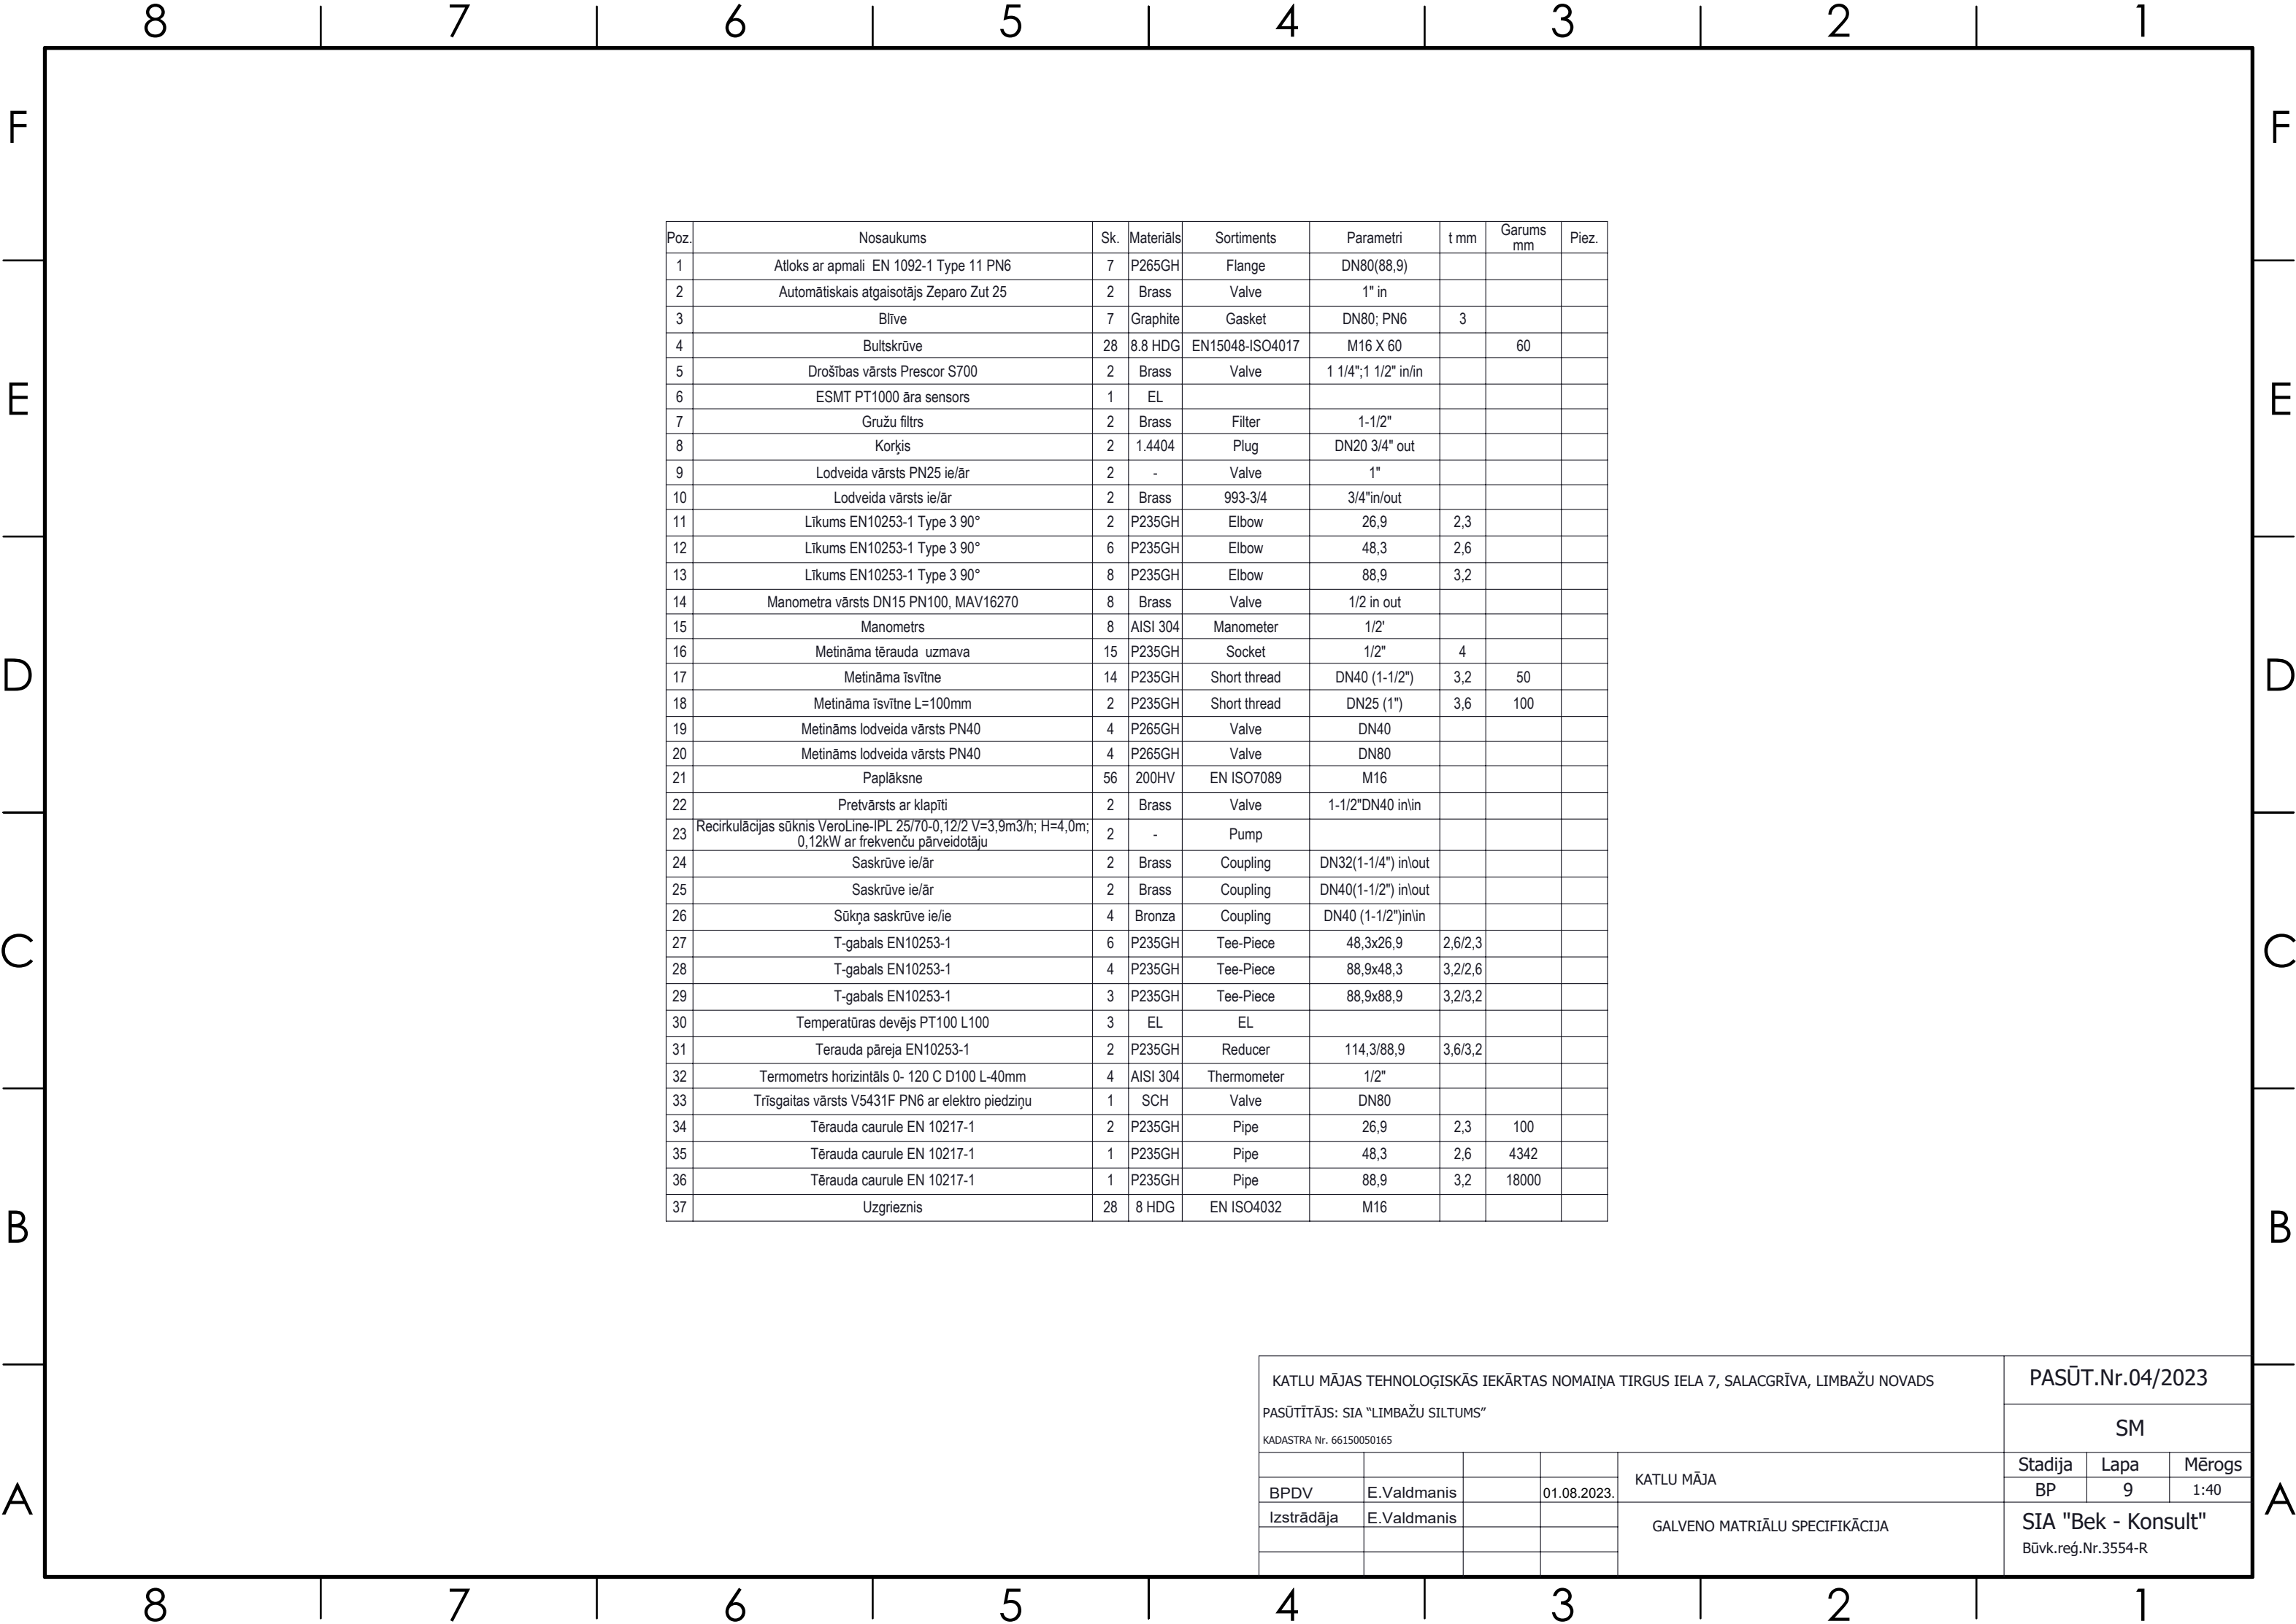 8 7 6 5 4 3 2 1
F F
E E
D D
C C
B B
A A
Poz. Nosaukums Sk. Materiāls Sortiments Parametri t mm Garums mm Piez.
1 Atloks ar apmali EN 1092-1 Type 11 PN6 7 P265GH Flange DN80(88,9)
2 Automātiskais atgaisotājs Zeparo Zut 25 2 Brass Valve 1" in
3 Blīve 7 Graphite Gasket DN80; PN6 3
4 Bultskrūve 28 8.8 HDG EN15048-ISO4017 M16 X 60 60
5 Drošības vārsts Prescor S700 2 Brass Valve 1 1/4";1 1/2" in/in
6 ESMT PT1000 āra sensors 1 EL
7 Gružu filtrs 2 Brass Filter 1-1/2"
8 Korķis 2 1.4404 Plug DN20 3/4" out
9 Lodveida vārsts PN25 ie/ār 2 - Valve 1"
10 Lodveida vārsts ie/ār 2 Brass 993-3/4 3/4"in/out
11 Līkums EN10253-1 Type 3 90° 2 P235GH Elbow 26,9 2,3
12 Līkums EN10253-1 Type 3 90° 6 P235GH Elbow 48,3 2,6
13 Līkums EN10253-1 Type 3 90° 8 P235GH Elbow 88,9 3,2
14 Manometra vārsts DN15 PN100, MAV16270 8 Brass Valve 1/2 in out
15 Manometrs 8 AISI 304 Manometer 1/2'
16 Metināma tērauda uzmava 15 P235GH Socket 1/2" 4
17 Metināma īsvītne 14 P235GH Short thread DN40 (1-1/2") 3,2 50
18 Metināma īsvītne L=100mm 2 P235GH Short thread DN25 (1") 3,6 100
19 Metināms lodveida vārsts PN40 4 P265GH Valve DN40
20 Metināms lodveida vārsts PN40 4 P265GH Valve DN80
21 Paplāksne 56 200HV EN ISO7089 M16
22 Pretvārsts ar klapīti 2 Brass Valve 1-1/2"DN40 in\in
23 Recirkulācijas sūknis VeroLine-IPL 25/70-0,12/2 V=3,9m3/h; H=4,0m; 0,12kW ar frekvenču pārveidotāju 2 - Pump
24 Saskrūve ie/ār 2 Brass Coupling DN32(1-1/4") in\out
25 Saskrūve ie/ār 2 Brass Coupling DN40(1-1/2") in\out
26 Sūkņa saskrūve ie/ie 4 Bronza Coupling DN40 (1-1/2")in\in
27 T-gabals EN10253-1 6 P235GH Tee-Piece 48,3x26,9 2,6/2,3
28 T-gabals EN10253-1 4 P235GH Tee-Piece 88,9x48,3 3,2/2,6
29 T-gabals EN10253-1 3 P235GH Tee-Piece 88,9x88,9 3,2/3,2
30 Temperatūras devējs PT100 L100 3 EL EL
31 Terauda pāreja EN10253-1 2 P235GH Reducer 114,3/88,9 3,6/3,2
32 Termometrs horizintāls 0- 120 C D100 L-40mm 4 AISI 304 Thermometer 1/2"
33 Trīsgaitas vārsts V5431F PN6 ar elektro piedziņu 1 SCH Valve DN80
34 Tērauda caurule EN 10217-1 2 P235GH Pipe 26,9 2,3 100
35 Tērauda caurule EN 10217-1 1 P235GH Pipe 48,3 2,6 4342
36 Tērauda caurule EN 10217-1 1 P235GH Pipe 88,9 3,2 18000
37 Uzgrieznis 28 8 HDG EN ISO4032 M16
KATLU MĀJAS TEHNOLOĢISKĀS IEKĀRTAS NOMAIŅA TIRGUS IELA 7, SALACGRĪVA, LIMBAŽU NOVADS
PASŪTĪTĀJS: SIA “LIMBAŽU SILTUMS”
KADASTRA Nr. 66150050165
PASŪT.Nr.04/2023
SM
Stadija Lapa Mērogs
BP 9 1:40
BPDV E.Valdmanis 01.08.2023.
Izstrādāja E.Valdmanis
KATLU MĀJA
GALVENO MATRIĀLU SPECIFIKĀCIJA
SIA "Bek - Konsult"
Būvk.reģ.Nr.3554-R
8 7 6 5 4 3 2 1